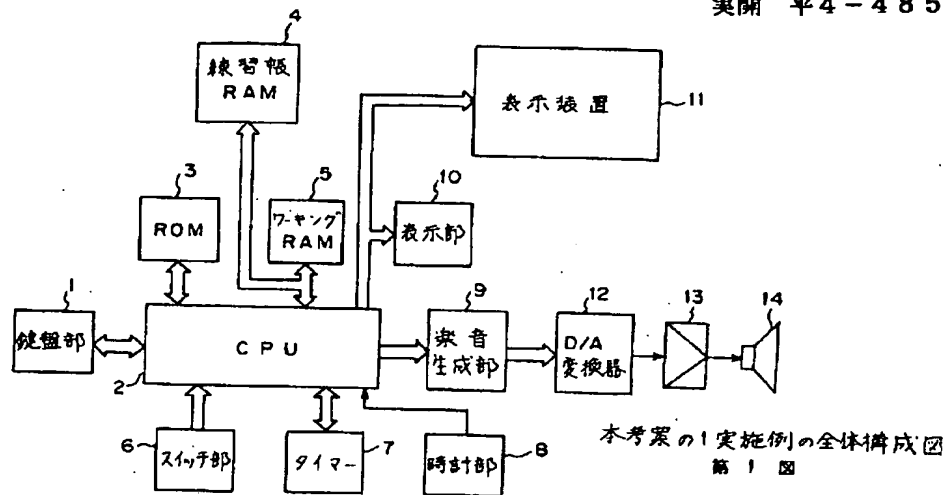 実開 平4-485
4
練習帳
RAM
表示装置
11
3
ROM
5
ワーキング
RAM
10
表示部
1
鍵盤部
CPU
2
9
楽音
生成部
12
D/A
変換器
13
14
6
スイッチ部
7
タイマー
時計部
8
本考案の1実施例の全体構成図
第 1 図